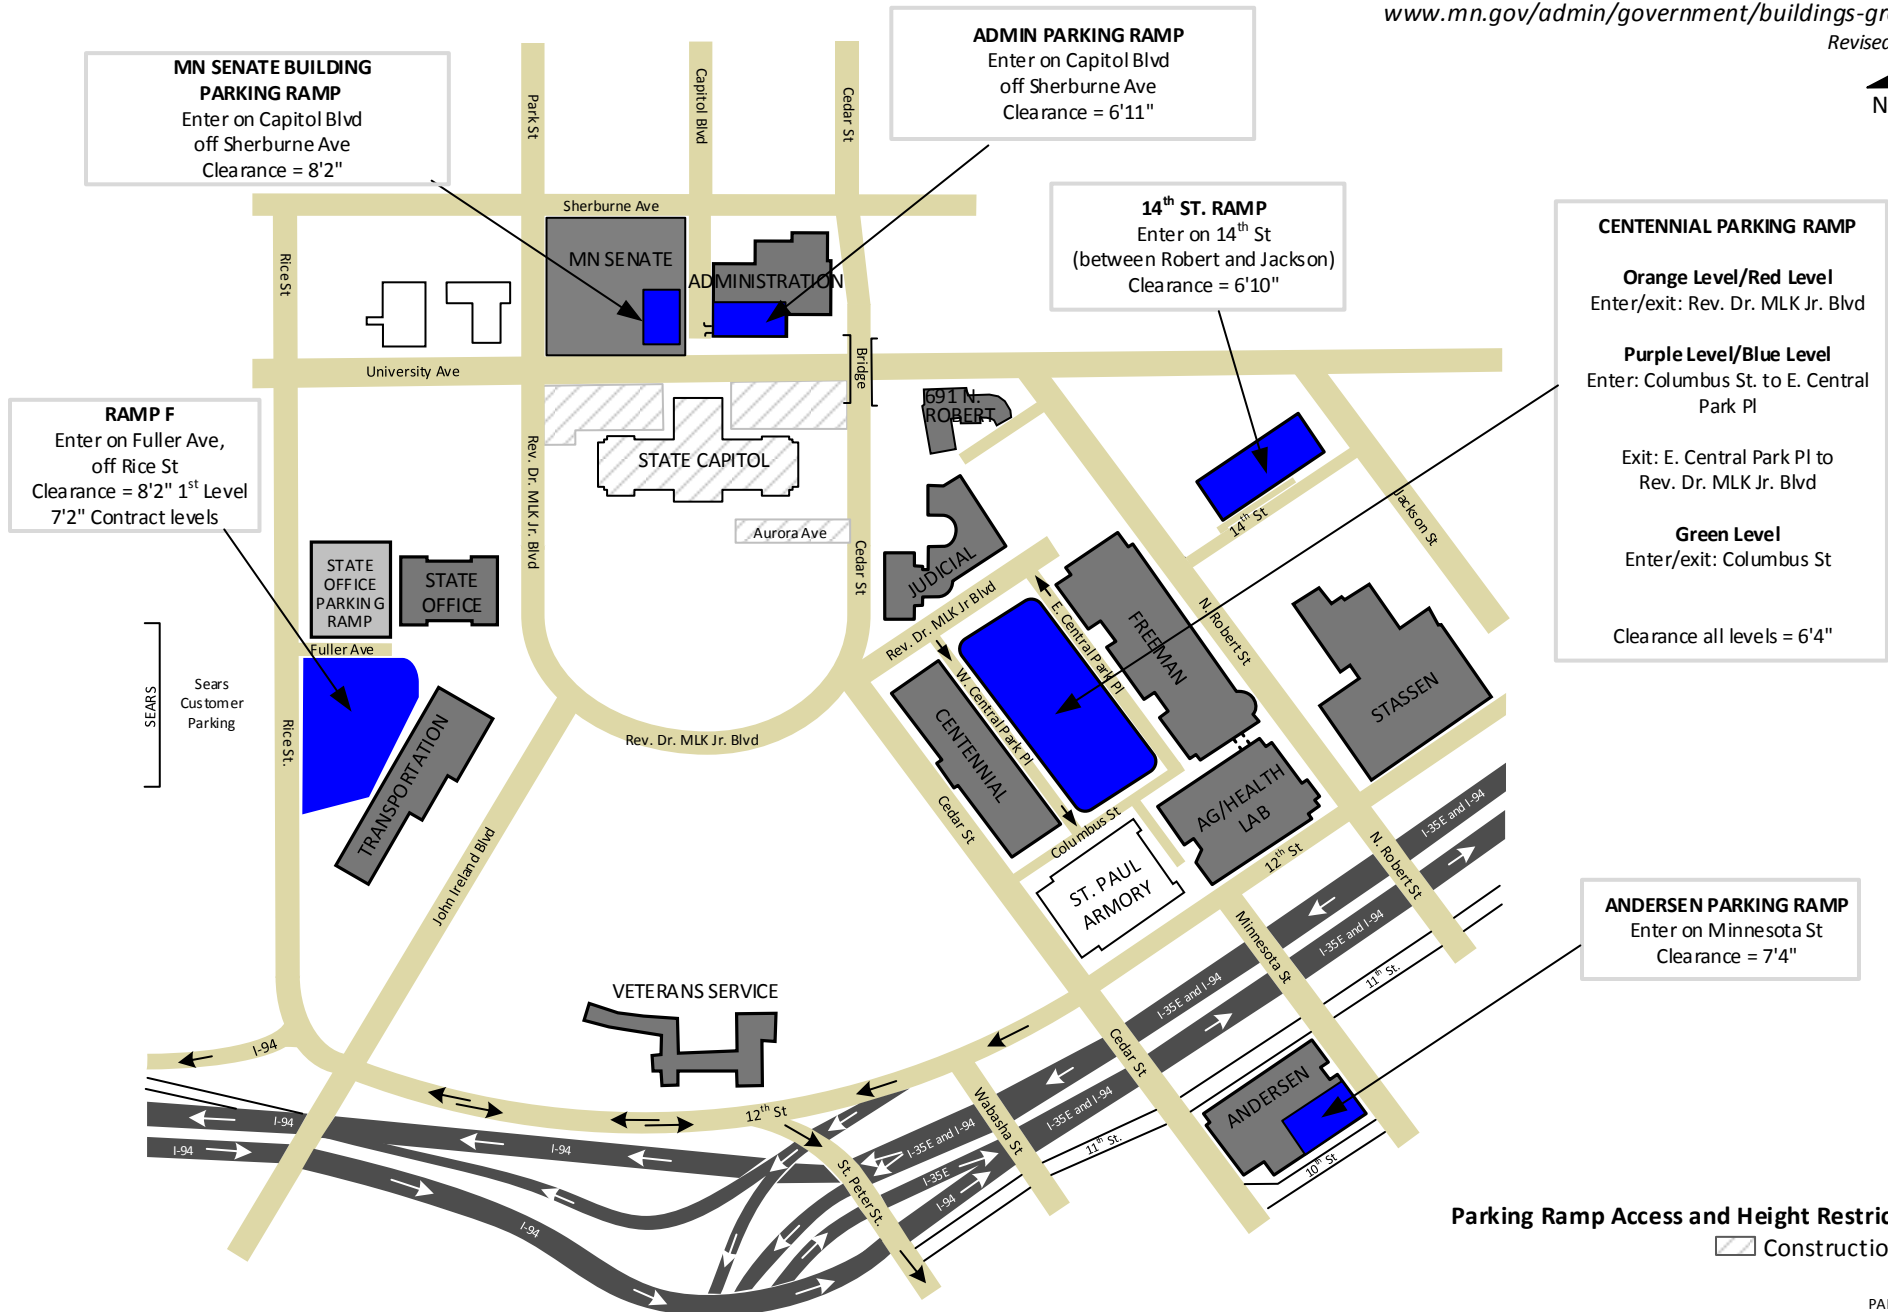 www.mn.gov/admin/government/buildings-gr
Revised
N
MN SENATE BUILDING
PARKING RAMP
Enter on Capitol Blvd
off Sherburne Ave
Clearance = 8'2"
ADMIN PARKING RAMP
Enter on Capitol Blvd
off Sherburne Ave
Clearance = 6'11"
14th ST. RAMP
Enter on 14th St
(between Robert and Jackson)
Clearance = 6'10"
CENTENNIAL PARKING RAMP
Orange Level/Red Level
Enter/exit: Rev. Dr. MLK Jr. Blvd
Purple Level/Blue Level
Enter: Columbus St. to E. Central
Park Pl
Exit: E. Central Park Pl to
Rev. Dr. MLK Jr. Blvd
Green Level
Enter/exit: Columbus St
Clearance all levels = 6'4"
RAMP F
Enter on Fuller Ave,
off Rice St
Clearance = 8'2" 1st Level
7'2" Contract levels
ANDERSEN PARKING RAMP
Enter on Minnesota St
Clearance = 7'4"
Park St
Capitol Blvd
Cedar St
Sherburne Ave
Rice St
MN SENATE
ADMINISTRATION
University Ave
Bridge
691 N.
ROBERT
STATE CAPITOL
Rev. Dr. MLK Jr. Blvd
Aurora Ave
Cedar St
JUDICIAL
14th St
Jackson St
STATE
OFFICE
PARKING
RAMP
STATE
OFFICE
Fuller Ave
SEARS
Sears
Customer
Parking
Rice St.
TRANSPORTATION
Rev. Dr. MLK Jr. Blvd
Rev. Dr. MLK Jr Blvd
E. Central Park Pl
W. Central Park Pl
FREEMAN
N. Robert St
STASSEN
CENTENNIAL
Cedar St
Columbus St
AG/HEALTH
LAB
ST. PAUL
ARMORY
12th St
John Ireland Blvd
I-35E and I-94
N. Robert St
I-35E and I-94
Minnesota St
11th St.
VETERANS SERVICE
I-35E and I-94
Cedar St
I-94
12th St
Wabasha St
I-35E and I-94
11th St.
ANDERSEN
10th St
I-94
I-94
I-94
I-35E and I-94
I-35E
I-94
St. Peter St.
I-94
Parking Ramp Access and Height Restric
Constructio
PA